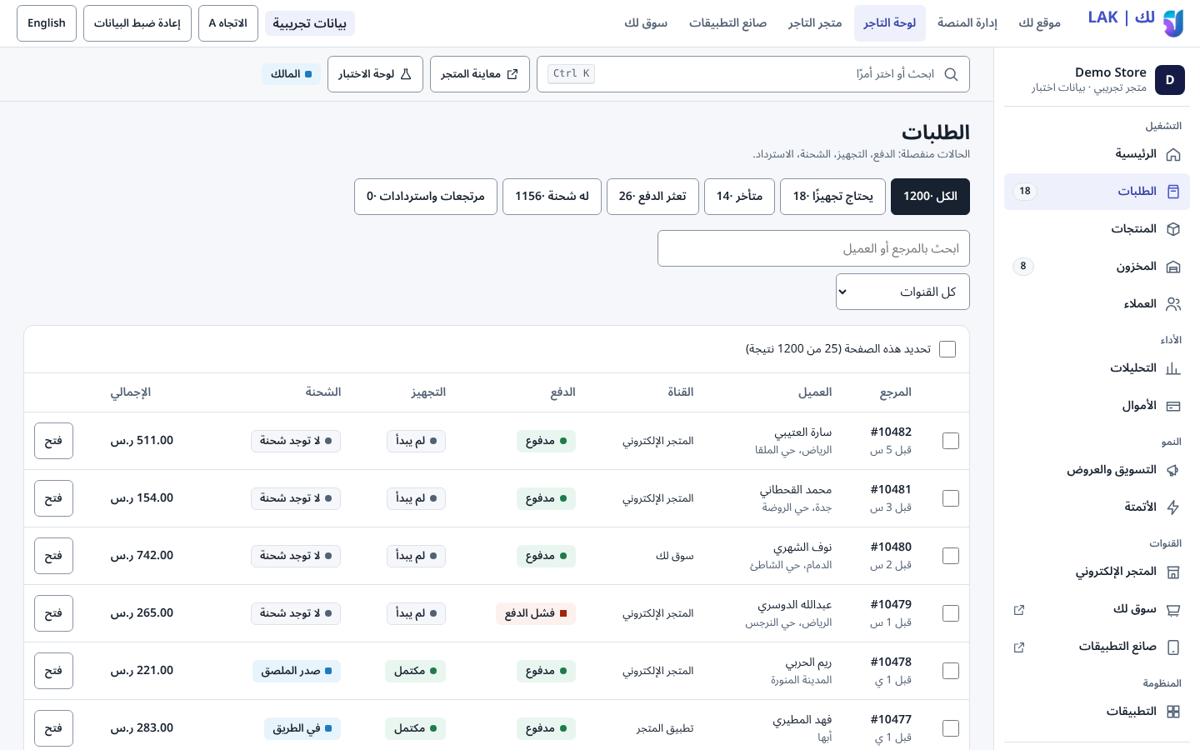 لك | LAK
موقع لك
إدارة المنصة
لوحة التاجر
متجر التاجر
صانع التطبيقات
سوق لك
بيانات تجريبية
الاتجاه A
إعادة ضبط البيانات
English
D
Demo Store
متجر تجريبي · بيانات اختبار
التشغيل
الرئيسية
الطلبات 18
المنتجات
المخزون 8
العملاء
الأداء
التحليلات
الأموال
النمو
التسويق والعروض
الأتمتة
القنوات
المتجر الإلكتروني
سوق لك
صانع التطبيقات
المنظومة
التطبيقات
ابحث أو اختر أمرًا Ctrl K
معاينة المتجر
لوحة الاختبار
المالك
الطلبات
الحالات منفصلة: الدفع، التجهيز، الشحنة، الاسترداد.
الكل ·1200
يحتاج تجهيزًا ·18
متأخر ·14
تعثر الدفع ·26
له شحنة ·1156
مرتجعات واستردادات ·0
ابحث بالمرجع أو العميل
كل القنوات
تحديد هذه الصفحة (25 من 1200 نتيجة)
المرجع العميل القناة الدفع التجهيز الشحنة الإجمالي
#10482 سارة العتيبي المتجر الإلكتروني مدفوع لم يبدأ لا توجد شحنة 511.00 ر.س فتح
قبل 5 س الرياض، حي الملقا
#10481 محمد القحطاني المتجر الإلكتروني مدفوع لم يبدأ لا توجد شحنة 154.00 ر.س فتح
قبل 3 س جدة، حي الروضة
#10480 نوف الشهري سوق لك مدفوع لم يبدأ لا توجد شحنة 742.00 ر.س فتح
قبل 2 س الدمام، حي الشاطئ
#10479 عبدالله الدوسري المتجر الإلكتروني فشل الدفع لم يبدأ لا توجد شحنة 265.00 ر.س فتح
قبل 1 س الرياض، حي النرجس
#10478 ريم الحربي المتجر الإلكتروني مدفوع مكتمل صدر الملصق 221.00 ر.س فتح
قبل 1 ي المدينة المنورة
#10477 فهد المطيري تطبيق المتجر مدفوع مكتمل في الطريق 283.00 ر.س فتح
قبل 1 ي أبها